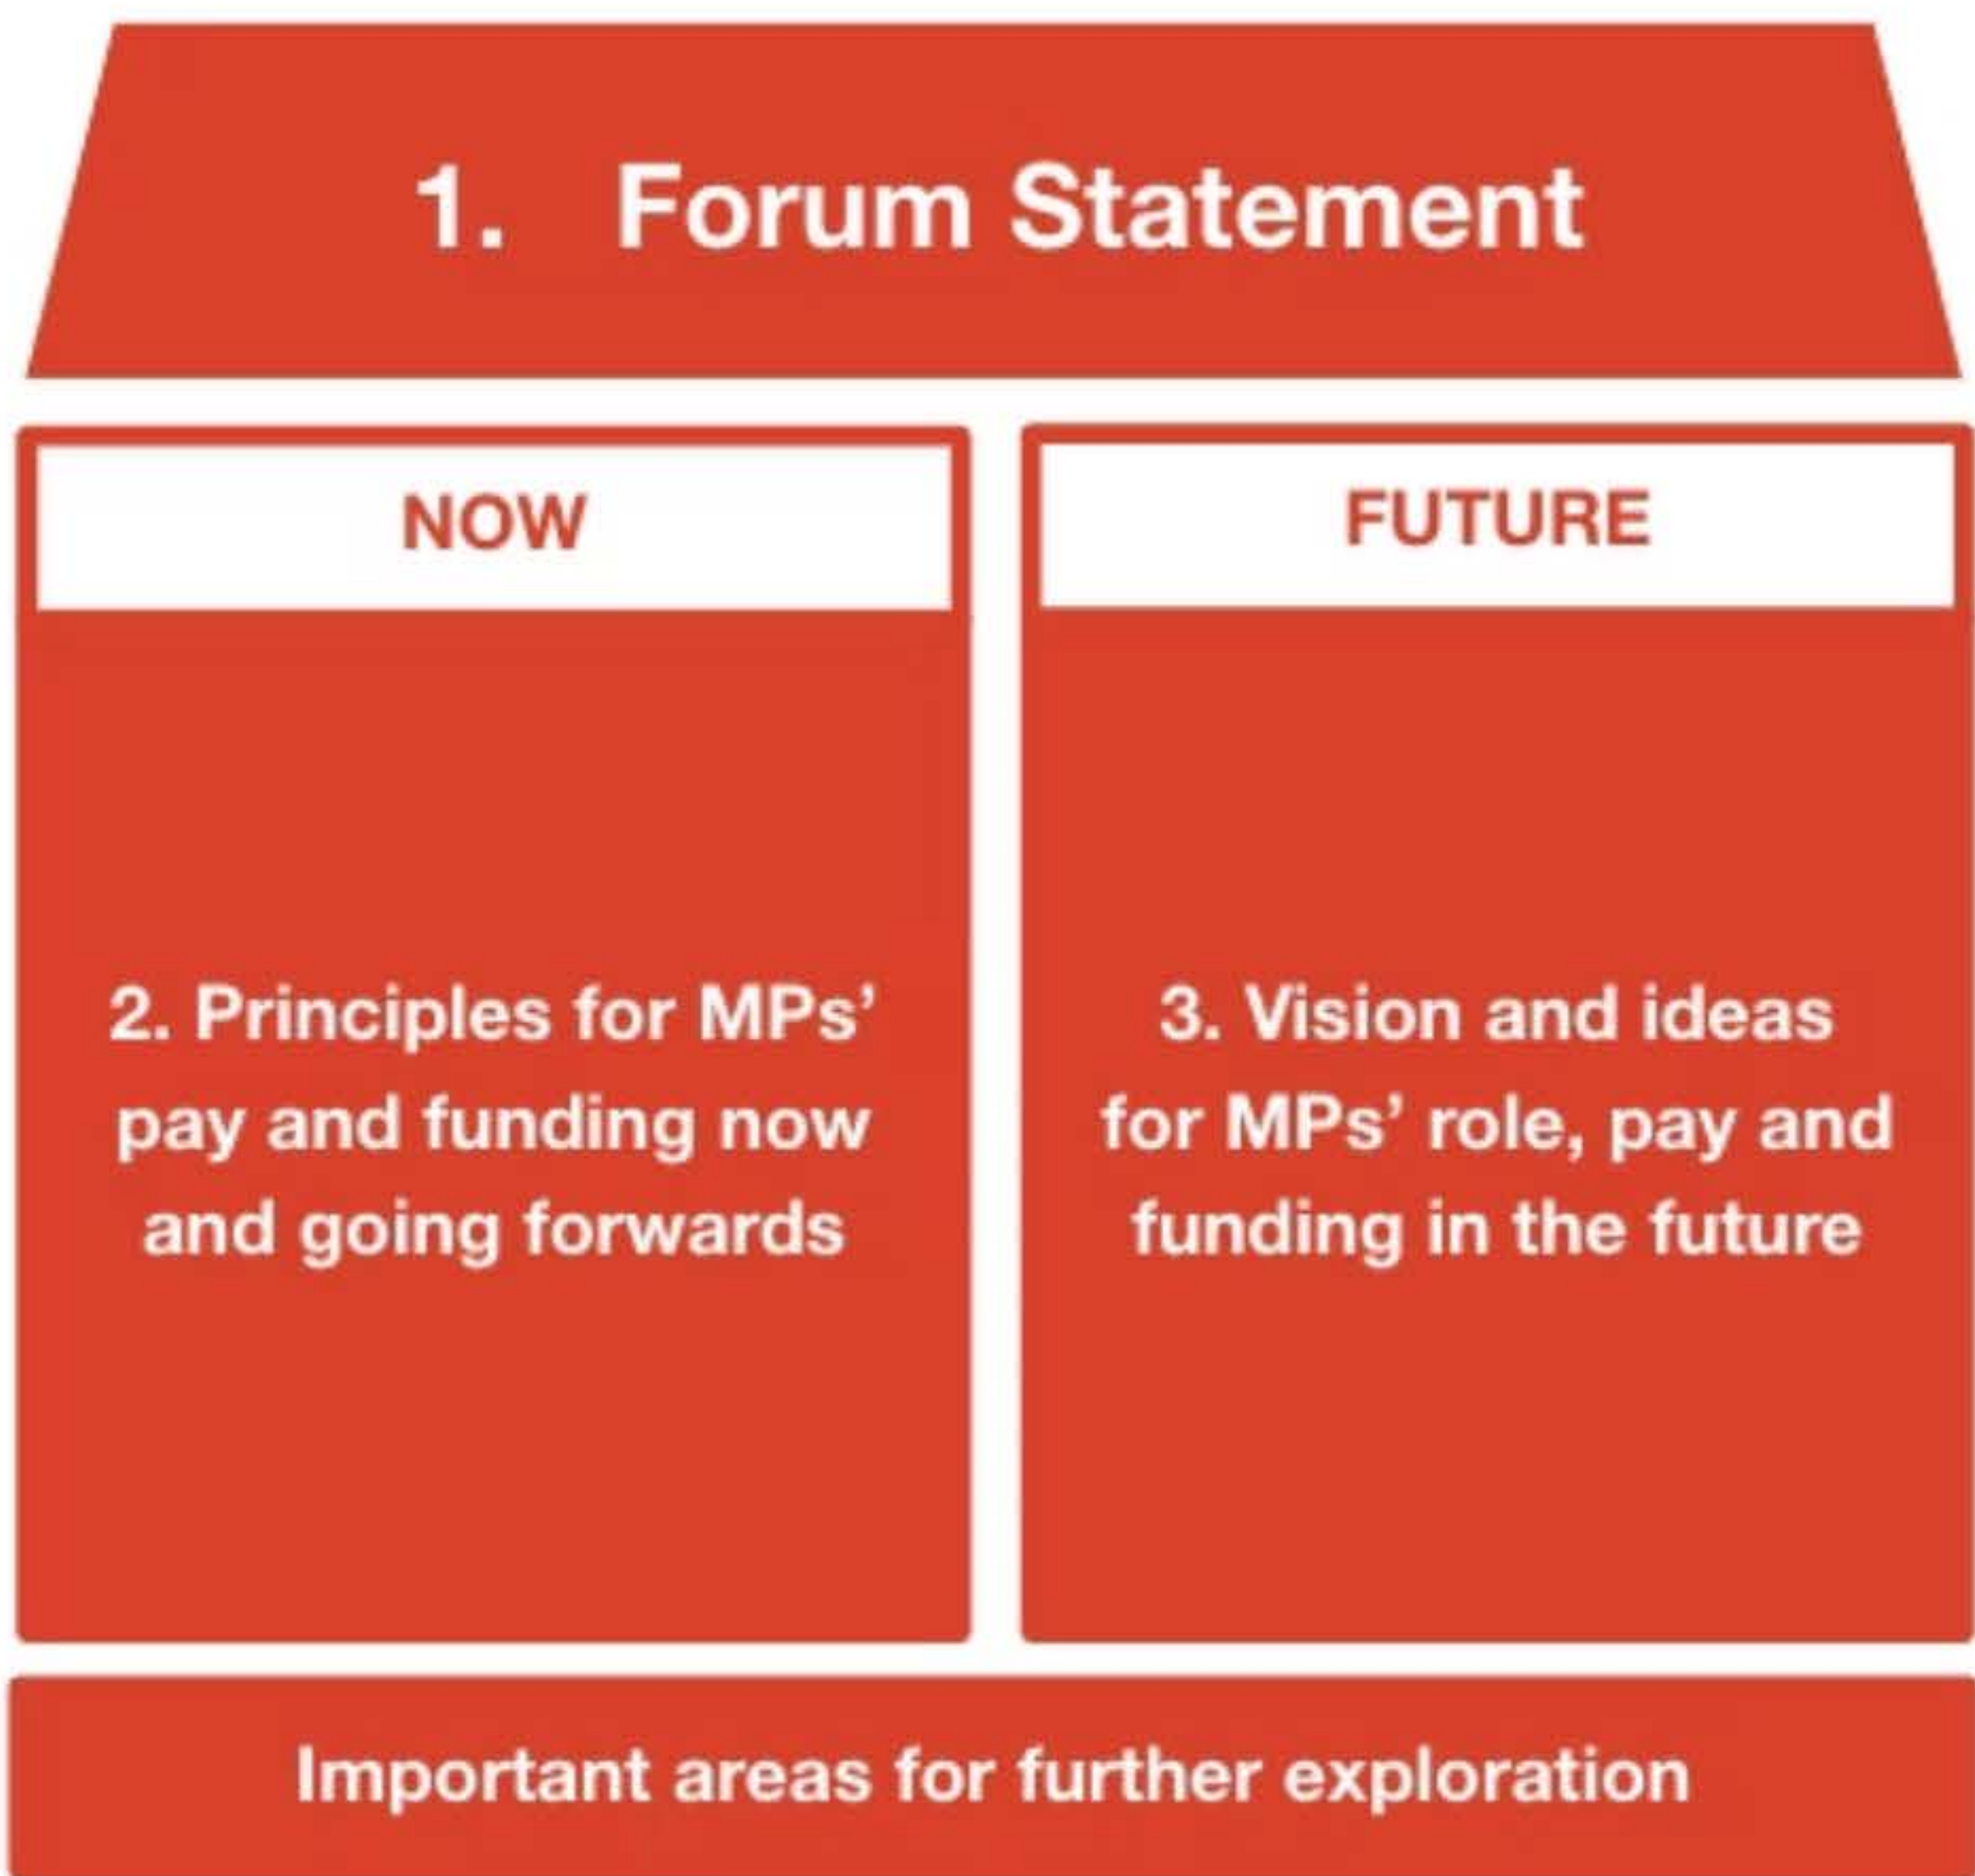 1. Forum Statement
NOW
2. Principles for MPs’
pay and funding now
and going forwards
FUTURE
3. Vision and ideas
for MPs’ role, pay and
funding in the future
Important areas for further exploration